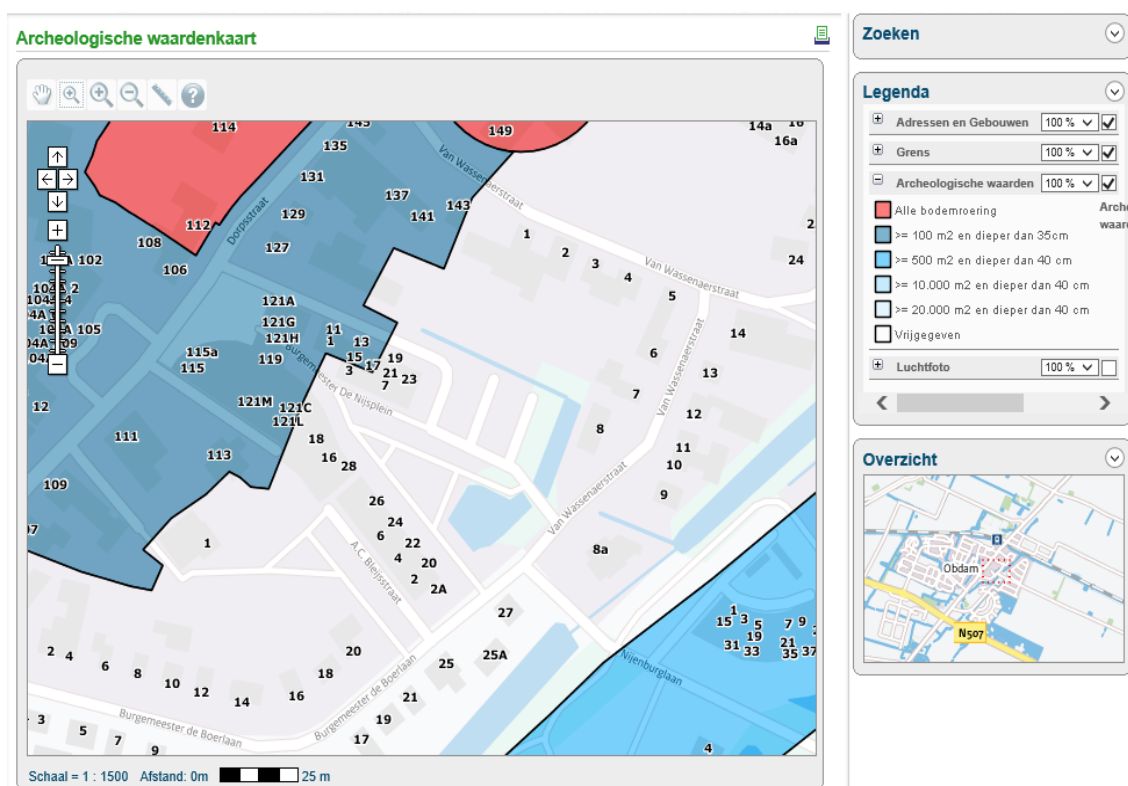 Archeologische waardenkaart
Zoeken
Legenda
Adressen en Gebouwen 100 %
Grens 100 %
Archeologische waarden 100 %
Alle bodemroering
>= 100 m2 en dieper dan 35cm
>= 500 m2 en dieper dan 40 cm
>= 10.000 m2 en dieper dan 40 cm
>= 20.000 m2 en dieper dan 40 cm
Vrijgegeven
Arche
waard
Luchtfoto 100 %
Overzicht
Obdam
N507
114
145
149
14a
16
16a
135
131
137
141
143
129
127
112
108
106
102
Dorpsstraat
Van Wassenaerstraat
1
2
3
4
5
24
Van Wassenaerstraat
121A
121G
121H
11
1
13
15
17
19
3
21
7
23
119
115a
115
105
Burgemeester De Nijsplein
14
6
13
7
12
Van Wassenaerstraat
12
121M
121C
121L
18
16
28
111
113
109
8
11
10
9
26
24
6
22
4
20
2
2A
1
A.C. Bleijsstraat
Van Wassenaerstraat
8a
27
25A
25
1
15
3
5
7
9
19
21
31
33
35
37
Nijenburglaan
4
2
4
6
8
10
12
14
16
18
20
21
19
17
3
5
7
9
Burgemeester de Boerlaan
Burgemeester de Boerlaan
Schaal = 1 : 1500 Afstand: 0m 25 m